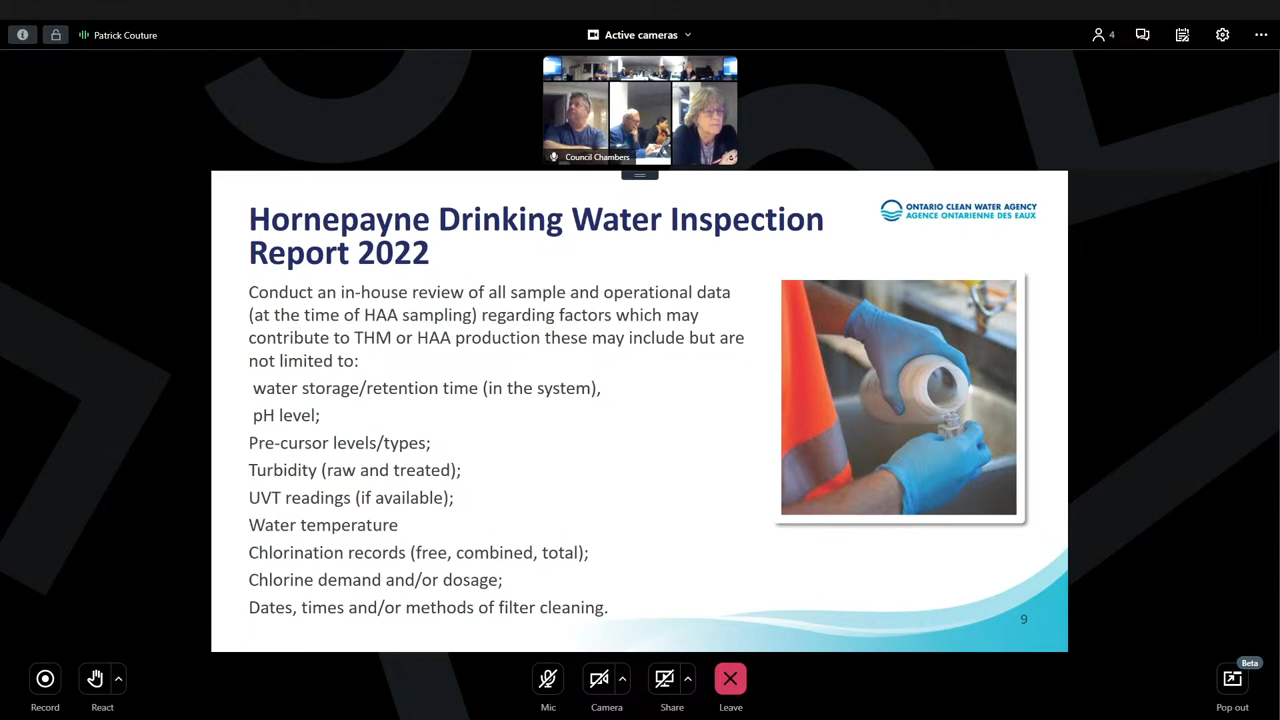 Patrick Couture
Active cameras
4
Council Chambers
Hornepayne Drinking Water Inspection
Report 2022
ONTARIO CLEAN WATER AGENCY
AGENCE ONTARIENNE DES EAUX
Conduct an in-house review of all sample and operational data
(at the time of HAA sampling) regarding factors which may
contribute to THM or HAA production these may include but are
not limited to:
water storage/retention time (in the system),
pH level;
Pre-cursor levels/types;
Turbidity (raw and treated);
UVT readings (if available);
Water temperature
Chlorination records (free, combined, total);
Chlorine demand and/or dosage;
Dates, times and/or methods of filter cleaning.
9
Record
React
Mic
Camera
Share
Leave
Beta
Pop out